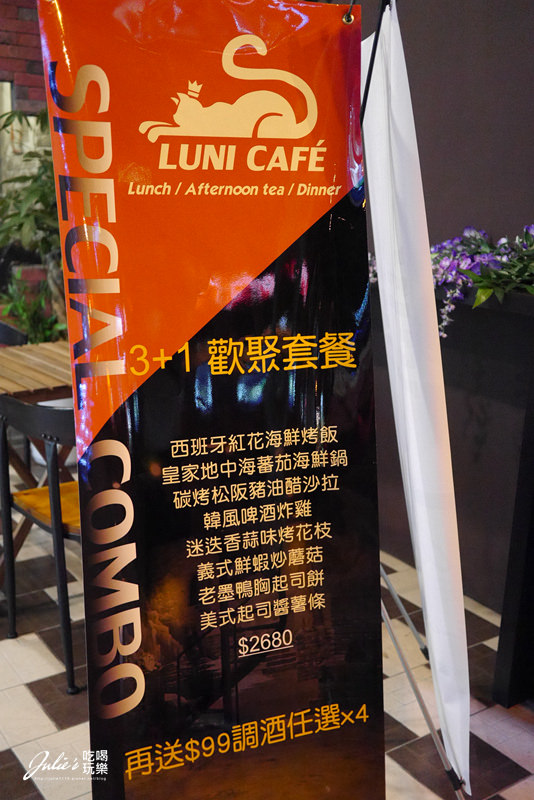 LUNI CAFÉ
Lunch / Afternoon tea / Dinner
SPECIAL COMBO
3+1 歡聚套餐
西班牙紅花海鮮烤飯
皇家地中海蕃茄海鮮鍋
碳烤松阪豬油醋沙拉
韓風啤酒炸雞
迷迭香蒜味烤花枝
義式鮮蝦炒蘑菇
老墨鴨胸起司餅
美式起司醬薯條
$2680
再送$99調酒任選x4
Julie's 吃喝玩樂